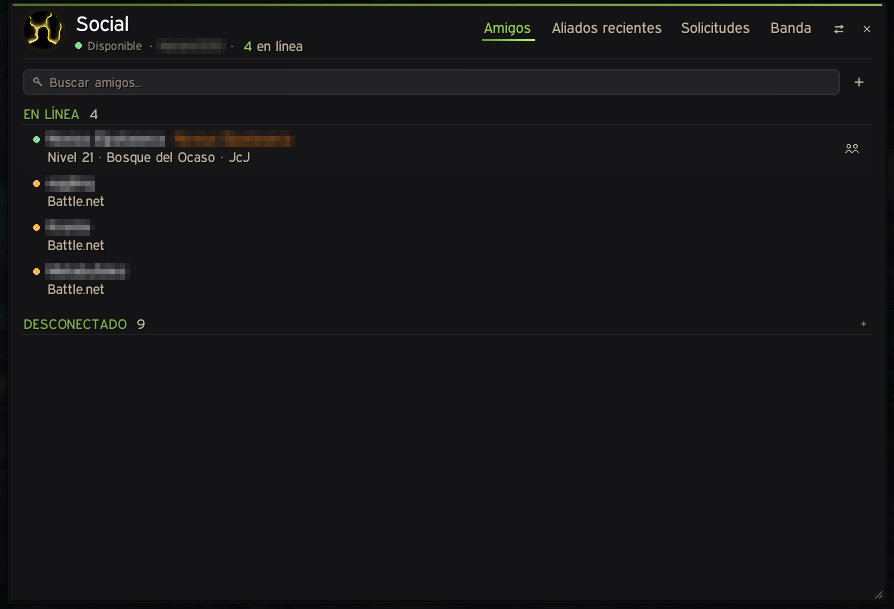 Social
Disponible · · 4 en línea
Amigos Aliados recientes Solicitudes Banda
Buscar amigos...
EN LÍNEA 4
Nivel 21 · Bosque del Ocaso · JcJ
Battle.net
Battle.net
Battle.net
DESCONECTADO 9